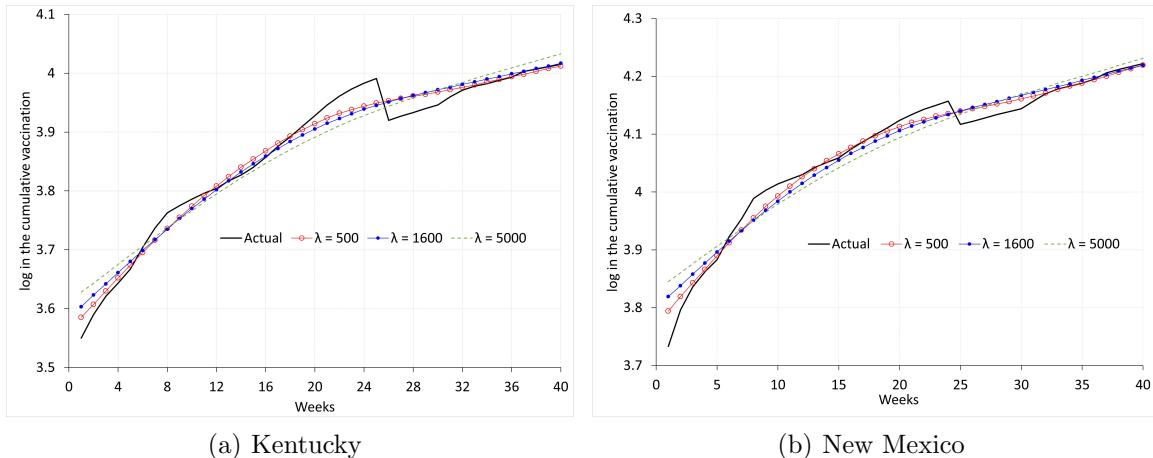 4.1
4
3.9
3.8
3.7
3.6
3.5
log in the cumulative vaccination
Actual λ = 500 λ = 1600 λ = 5000
0 4 8 12 16 20 24 28 32 36 40
Weeks
(a) Kentucky
4.3
4.2
4.1
4
3.9
3.8
3.7
log in the cumulative vaccination
Actual λ = 500 λ = 1600 λ = 5000
0 5 10 15 20 25 30 35 40
Weeks
(b) New Mexico